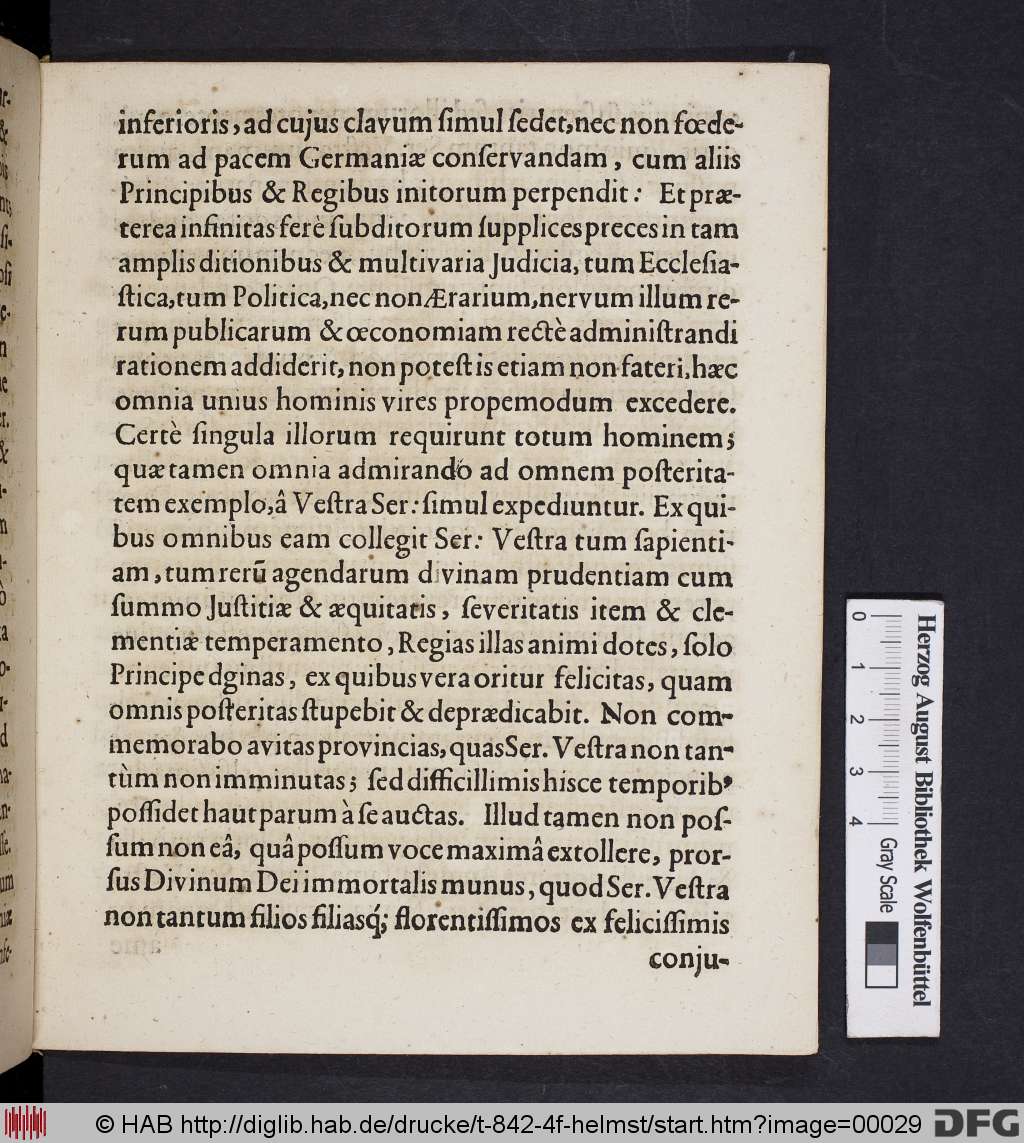 inferioris, ad cujus clavum ſimul ſedet, nec non fœde-
rum ad pacem Germaniæ conſervandam, cum aliis
Principibus & Regibus initorum perpendit: Et præ-
terea infinitas ferè ſubditorum ſupplices preces in tam
amplis ditionibus & multivaria Judicia, tum Eccleſia-
ſtica, tum Politica, nec non Ærarium, nervum illum re-
rum publicarum & œconomiam rectè adminiſtrandi
rationem addiderit, non poteſt is etiam non fateri, hæc
omnia unius hominis vires propemodum excedere.
Certè ſingula illorum requirunt totum hominem;
quæ tamen omnia admirando ad omnem poſterita-
tem exemplo, â Veſtra Ser: ſimul expediuntur. Ex qui-
bus omnibus eam collegit Ser: Veſtra tum ſapienti-
am, tum rerū agendarum divinam prudentiam cum
ſummo Juſtitiæ & æquitatis, ſeveritatis item & cle-
mentiæ temperamento, Regias illas animi dotes, ſolo
Principe dginas, ex quibus vera oritur felicitas, quam
omnis poſteritas ſtupebit & deprædicabit. Non com-
memorabo avitas provincias, quas Ser. Veſtra non tan-
tùm non imminutas; ſed difficillimis hisce temporib’
poſſidet haut parum à ſe auctas. Illud tamen non poſ-
ſum non eâ, quâ poſſum voce maximâ extollere, pror-
ſus Divinum Dei immortalis munus, quod Ser. Veſtra
non tantum filios filiasq́; florentiſſimos ex feliciſſimis
conju-
Herzog August Bibliothek Wolfenbüttel
0 1 2 3 4 Gray Scale
© HAB http://diglib.hab.de/drucke/t-842-4f-helmst/start.htm?image=00029
DFG